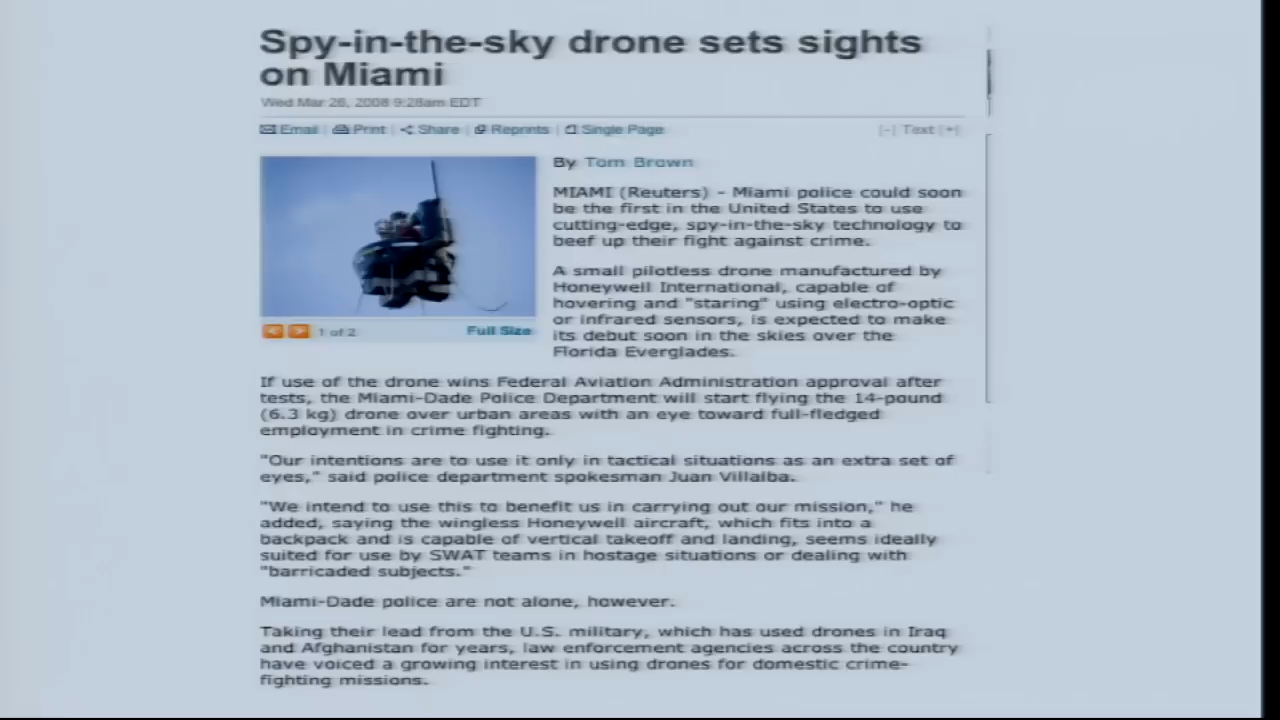 Spy-in-the-sky drone sets sights
on Miami
Wed Mar 26, 2008 9:28am EDT
Email | Print | Share | Reprints | Single Page
[-] Text [+]
By Tom Brown
MIAMI (Reuters) - Miami police could soon
be the first in the United States to use
cutting-edge, spy-in-the-sky technology to
beef up their fight against crime.
A small pilotless drone manufactured by
Honeywell International, capable of
hovering and "staring" using electro-optic
or infrared sensors, is expected to make
its debut soon in the skies over the
Florida Everglades.
1 of 2
Full Size
If use of the drone wins Federal Aviation Administration approval after
tests, the Miami-Dade Police Department will start flying the 14-pound
(6.3 kg) drone over urban areas with an eye toward full-fledged
employment in crime fighting.
"Our intentions are to use it only in tactical situations as an extra set of
eyes," said police department spokesman Juan Villalba.
"We intend to use this to benefit us in carrying out our mission," he
added, saying the wingless Honeywell aircraft, which fits into a
backpack and is capable of vertical takeoff and landing, seems ideally
suited for use by SWAT teams in hostage situations or dealing with
"barricaded subjects."
Miami-Dade police are not alone, however.
Taking their lead from the U.S. military, which has used drones in Iraq
and Afghanistan for years, law enforcement agencies across the country
have voiced a growing interest in using drones for domestic crime-
fighting missions.